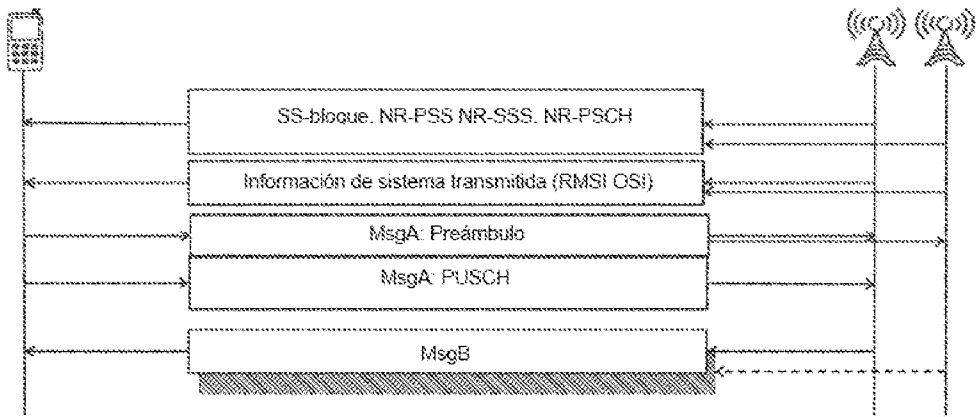 SS-bloque. NR-PSS NR-SSS. NR-PSCH
Información de sistema transmitida (RMSI OSI)
MsgA: Preámbulo
MsgA: PUSCH
MsgB